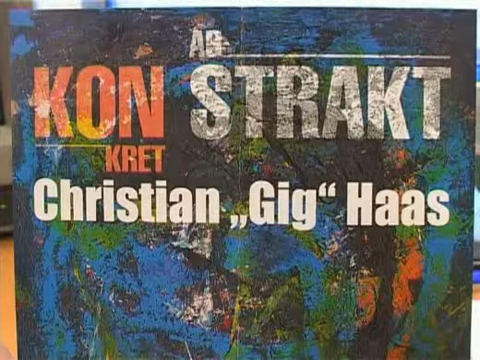 AB-
KON STRAKT
KRET
Christian „Gig“ Haas